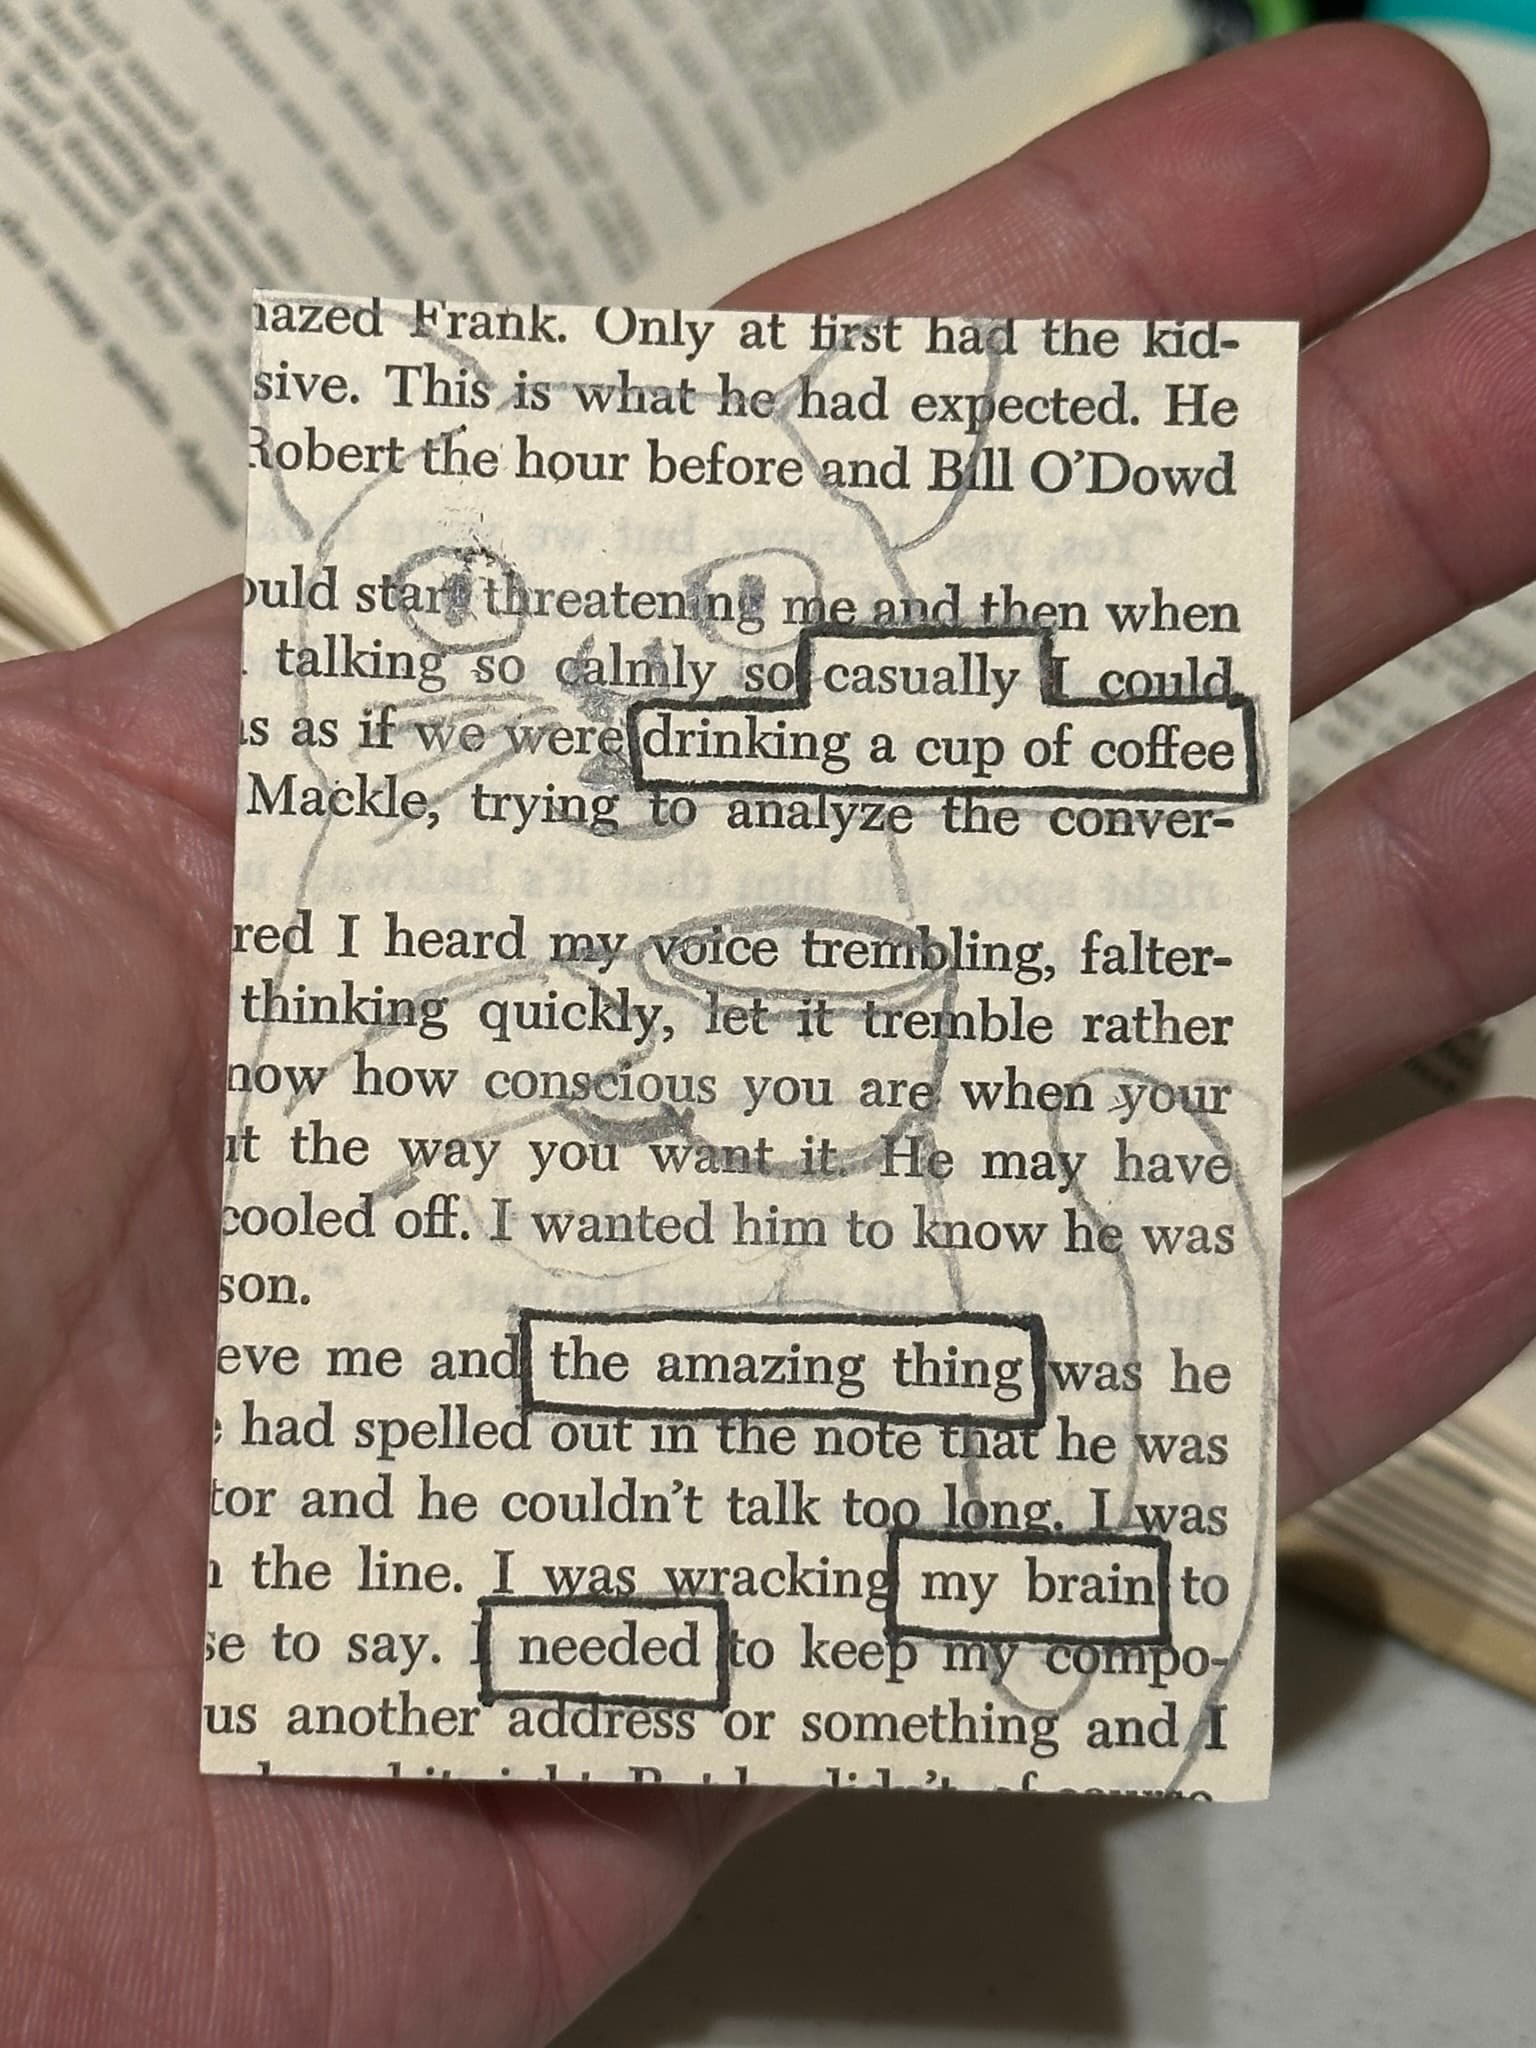 Frank. Only at first had the kid-
sive. This is what he had expected. He
Robert the hour before and Bill O'Dowd
ould start threatening me and then when
talking so calmly so casually I could
as if we were drinking a cup of coffee
Mackle, trying to analyze the conver-
red I heard my voice trembling, falter-
thinking quickly, let it tremble rather
now how conscious you are when your
the way you want it. He may have
cooled off. I wanted him to know he was
son.
eve me and the amazing thing was he
had spelled out in the note that he was
tor and he couldn't talk too long. I was
the line. I was wracking my brain to
se to say. I needed to keep my compo-
us another address or something and I